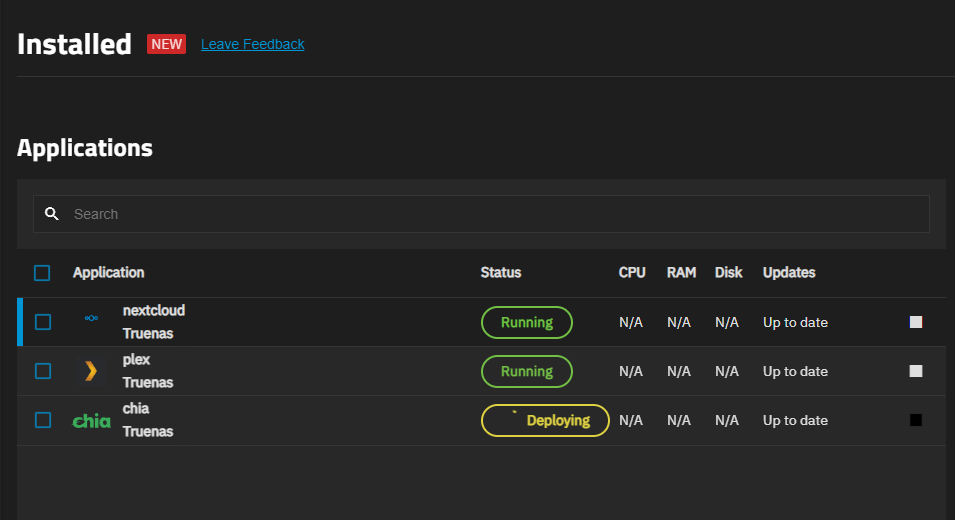 Installed NEW Leave Feedback
Applications
Search
Application Status CPU RAM Disk Updates
nextcloud
Truenas Running N/A N/A N/A Up to date
plex
Truenas Running N/A N/A N/A Up to date
chia chia
Truenas Deploying N/A N/A N/A Up to date